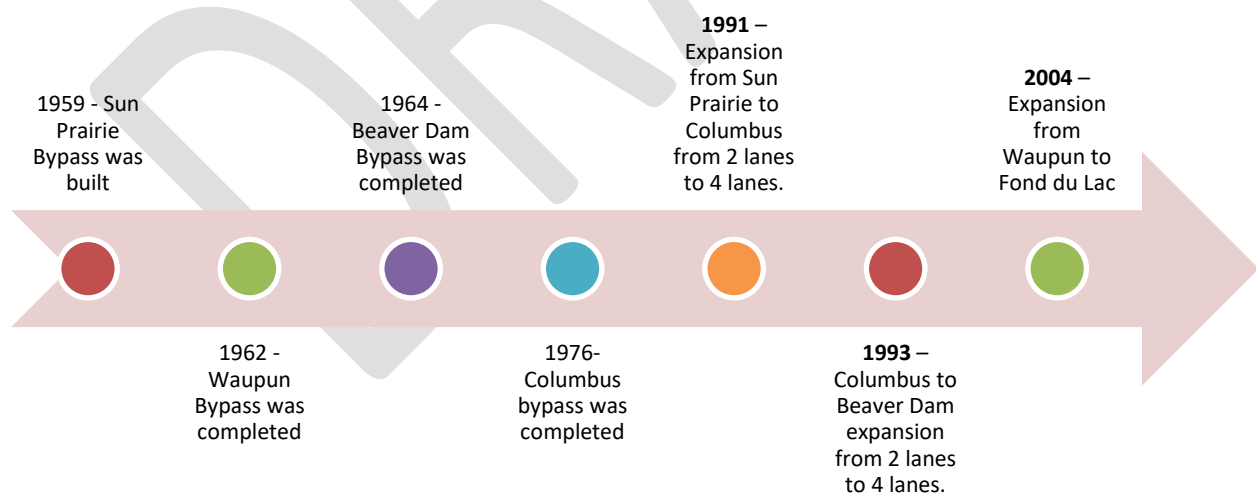 1959 - Sun
Prairie
Bypass was
built
1962 -
Waupun
Bypass was
completed
1964 -
Beaver Dam
Bypass was
completed
1976-
Columbus
bypass was
completed
1991 –
Expansion
from Sun
Prairie to
Columbus
from 2 lanes
to 4 lanes.
1993 –
Columbus to
Beaver Dam
expansion
from 2 lanes
to 4 lanes.
2004 –
Expansion
from
Waupun to
Fond du Lac